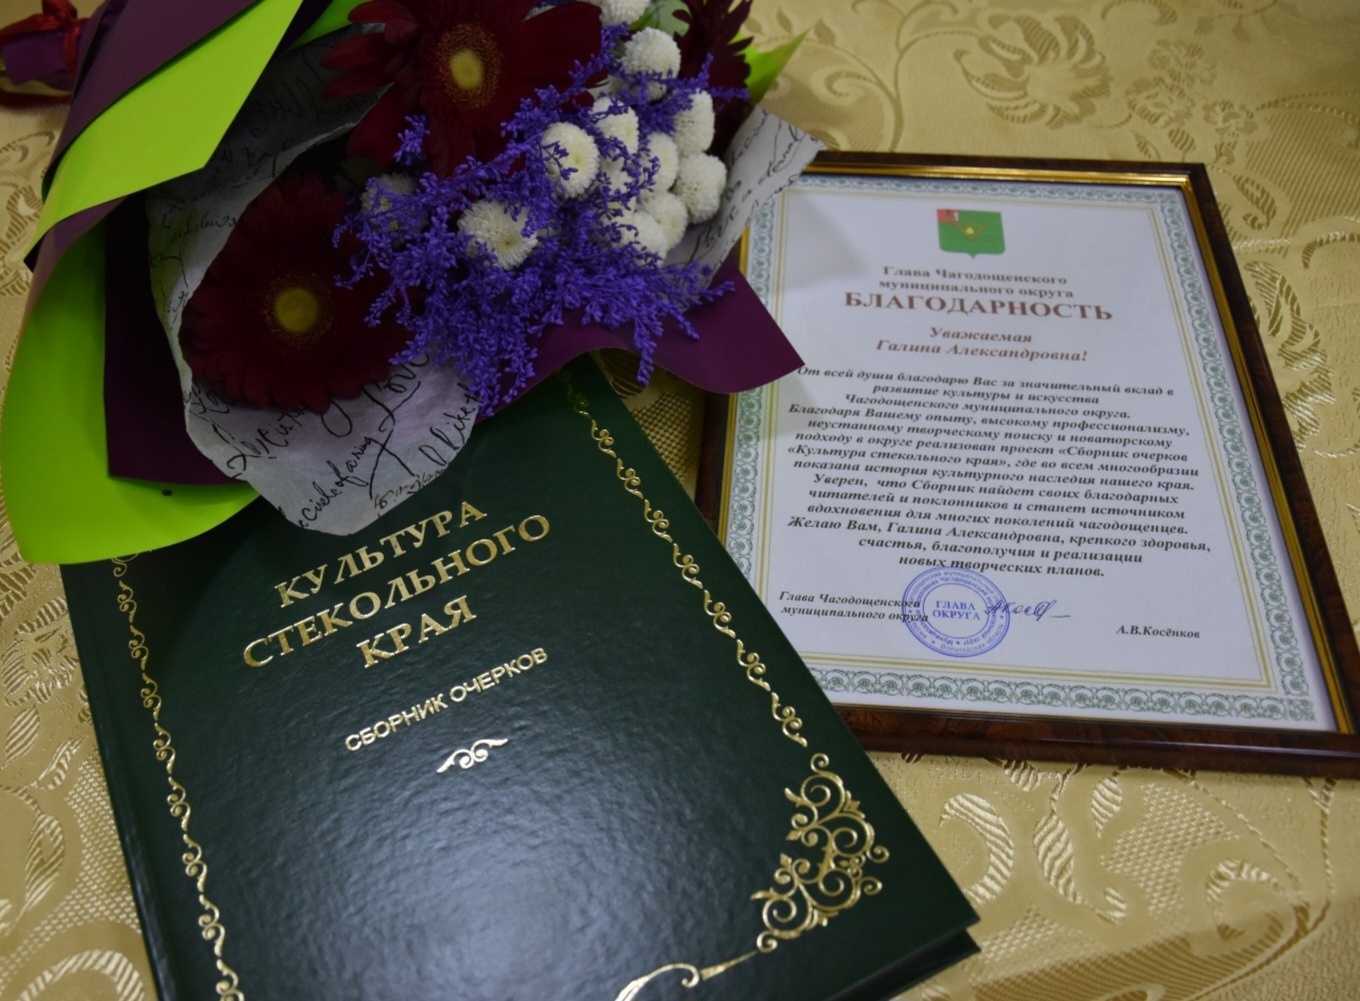 КУЛЬТУРА
СТЕКОЛЬНОГО
КРАЯ
СБОРНИК ОЧЕРКОВ
Глава Чагодощенского
муниципального округа
БЛАГОДАРНОСТЬ
Уважаемая
Галина Александровна!
От всей души благодарю Вас за значительный вклад в
развитие культуры и искусства
Чагодощенского муниципального округа.
Благодаря Вашему опыту, высокому профессионализму,
неустанному творческому поиску и новаторскому
подходу в округе реализован проект «Сборник очерков
«Культура стекольного края», где во всем многообразии
показана история культурного наследия нашего края.
Уверен, что Сборник найдет своих благодарных
читателей и поклонников и станет источником
вдохновения для многих поколений чагодощенцев.
Желаю Вам, Галина Александровна, крепкого здоровья,
счастья, благополучия и реализации
новых творческих планов.
Глава Чагодощенского
муниципального округа
ГЛАВА
ОКРУГА
А.В.Косёнков